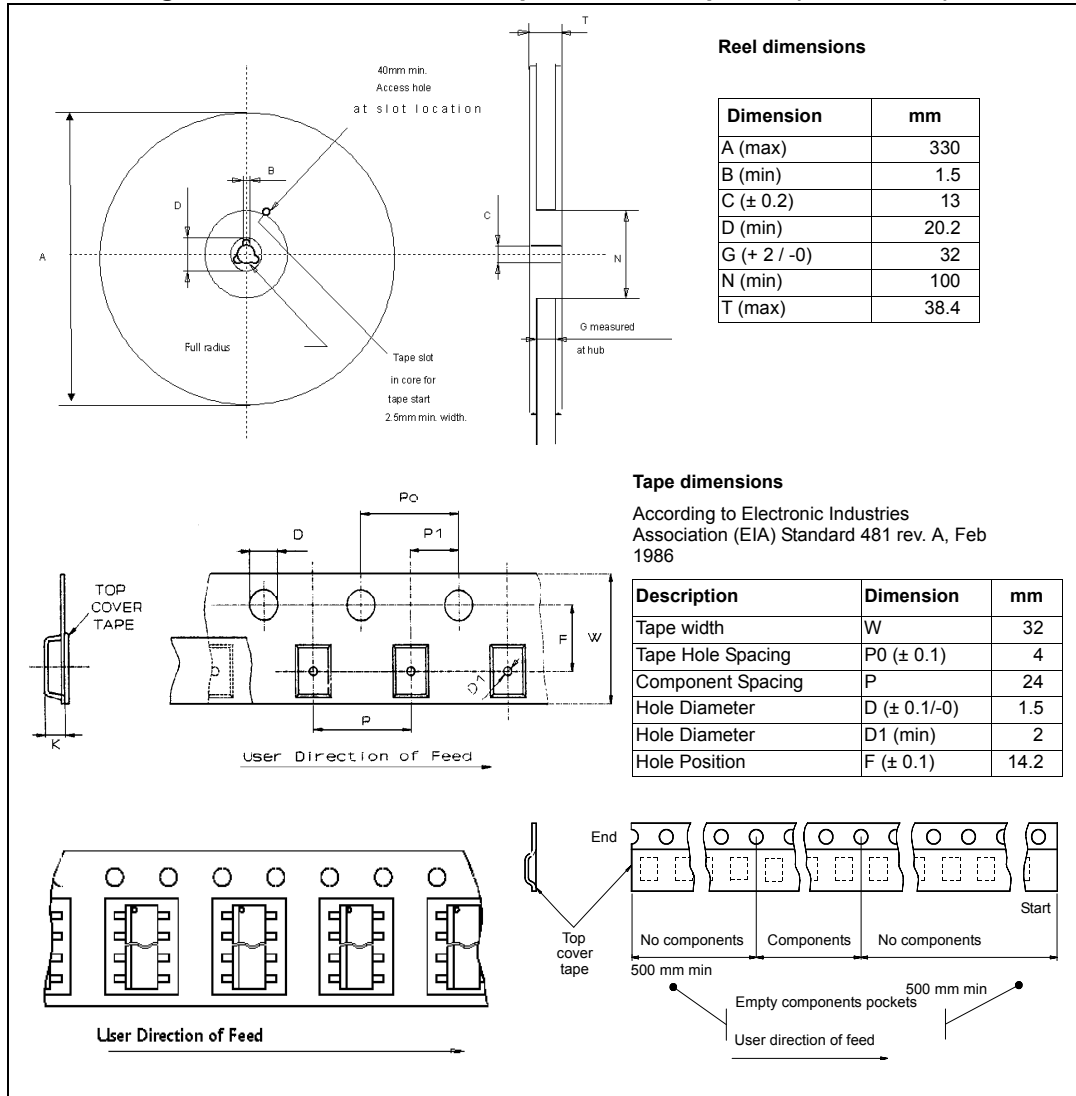 T
40mm min.
Access hole
at slot location
B
D
C
A
N
G measured
at hub
Full radius
Tape slot
in core for
tape start
2.5mm min. width.
Reel dimensions
Dimension mm
A (max) 330
B (min) 1.5
C (± 0.2) 13
D (min) 20.2
G (+ 2 / -0) 32
N (min) 100
T (max) 38.4
Tape dimensions
According to Electronic Industries
Association (EIA) Standard 481 rev. A, Feb
1986
Description Dimension mm
Tape width W 32
Tape Hole Spacing P0 (± 0.1) 4
Component Spacing P 24
Hole Diameter D (± 0.1/-0) 1.5
Hole Diameter D1 (min) 2
Hole Position F (± 0.1) 14.2
Po
D
P1
TOP
COVER
TAPE
F
W
D1
P
K
User Direction of Feed
End
Start
Top
cover
tape
No components Components No components
500 mm min
500 mm min
Empty components pockets
User direction of feed
User Direction of Feed